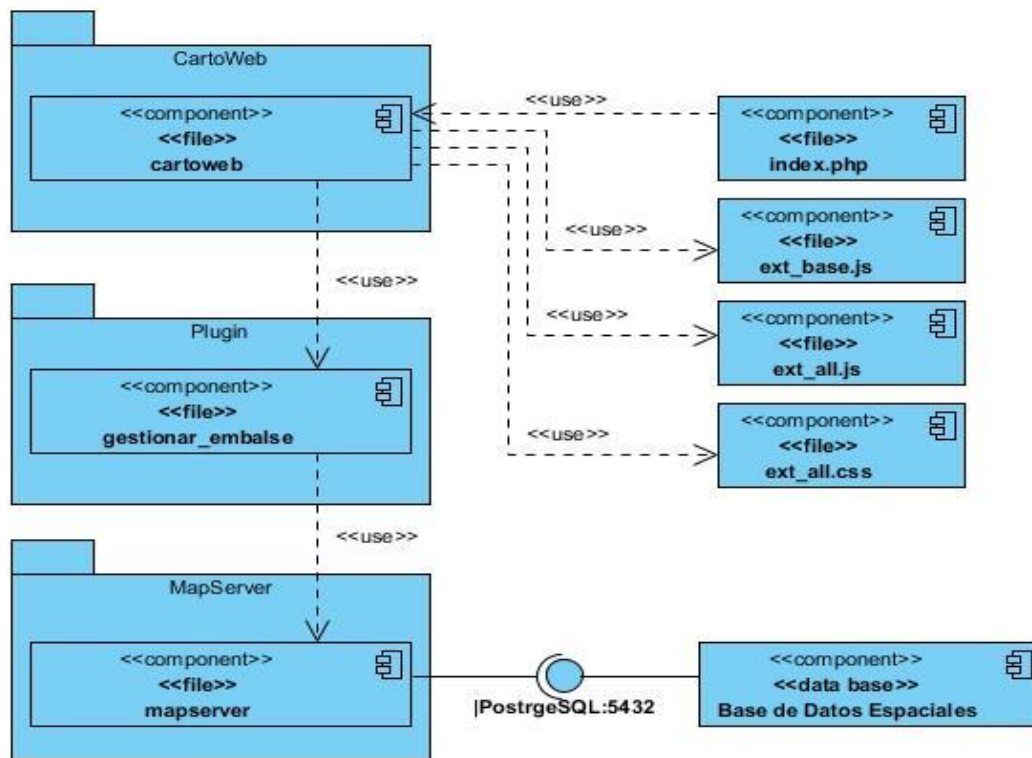 CartoWeb
<<component>>
<<file>>
cartoweb
<<use>>
<<component>>
<<file>>
index.php
<<use>>
<<component>>
<<file>>
ext_base.js
<<use>>
<<use>>
<<component>>
<<file>>
ext_all.js
Plugin
<<component>>
<<file>>
gestionar_embalse
<<use>>
<<component>>
<<file>>
ext_all.css
<<use>>
MapServer
<<component>>
<<file>>
mapserver
|PostrgeSQL:5432
<<component>>
<<data base>>
Base de Datos Espaciales